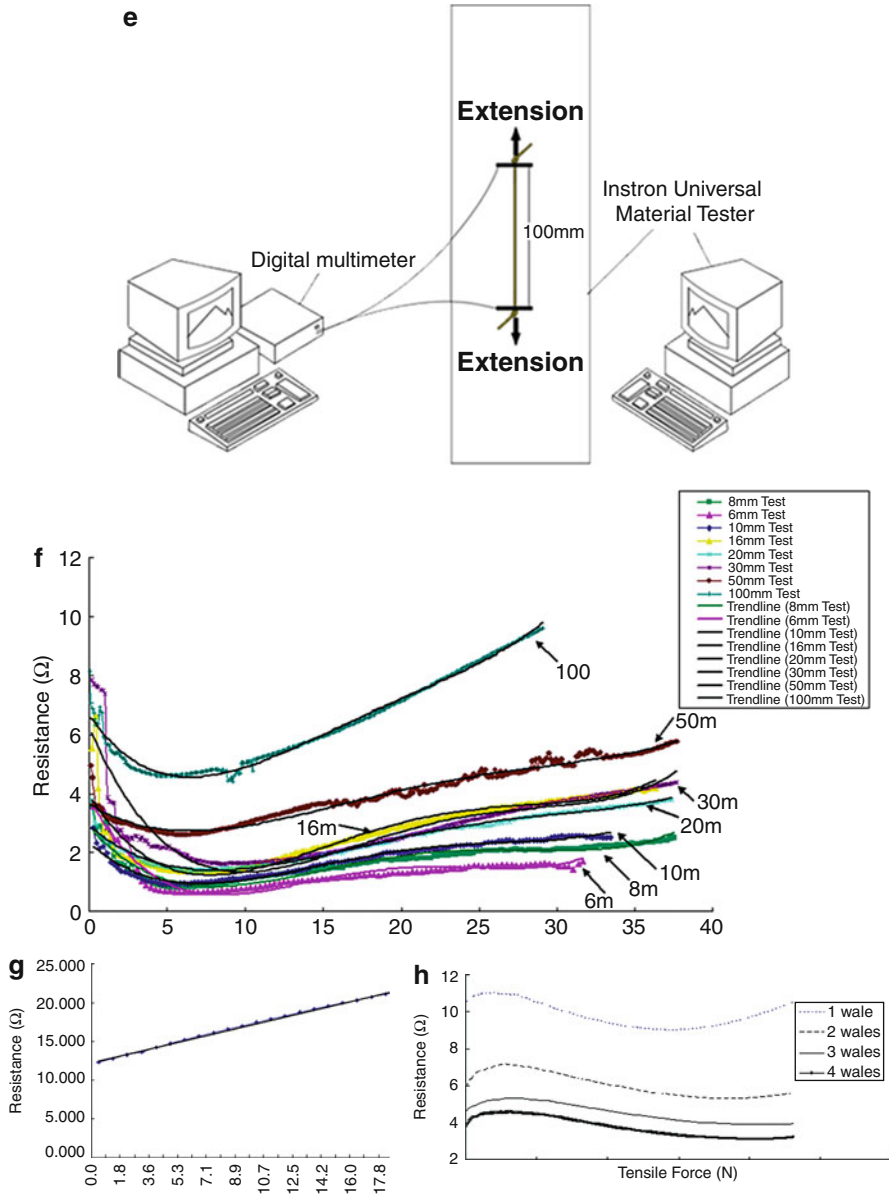 e
Extension
Instron Universal
Material Tester
100mm
Digital multimeter
Extension
8mm Test
6mm Test
10mm Test
16mm Test
20mm Test
30mm Test
50mm Test
100mm Test
Trendline (8mm Test)
Trendline (6mm Test)
Trendline (10mm Test)
Trendline (16mm Test)
Trendline (20mm Test)
Trendline (30mm Test)
Trendline (50mm Test)
Trendline (100mm Test)
f
Resistance (Ω)
12
10
8
6
4
2
0
100
50m
16m
30m
20m
10m
8m
6m
0 5 10 15 20 25 30 35 40
g
Resistance (Ω)
25.000
20.000
15.000
10.000
5.000
0.000
0.0 1.8 3.6 5.3 7.1 8.9 10.7 12.5 14.2 16.0 17.8
h
Resistance (Ω)
12
10
8
6
4
2
1 wale
2 wales
3 wales
4 wales
Tensile Force (N)